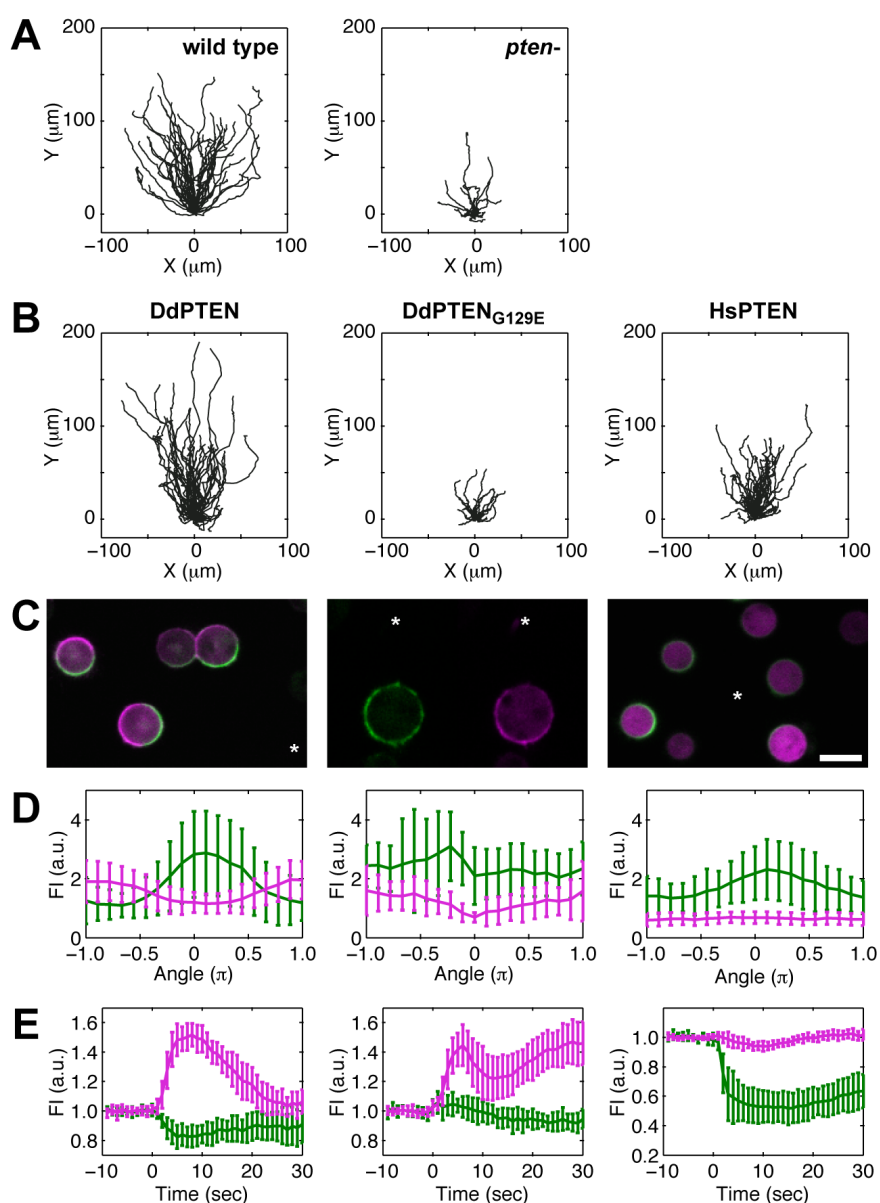 A
wild type
pten-
200
100
0
Y (μm)
−100 0 100
X (μm)
200
100
0
Y (μm)
−100 0 100
X (μm)
B
DdPTEN
DdPTENG129E
HsPTEN
200
100
0
Y (μm)
−100 0 100
X (μm)
200
100
0
Y (μm)
−100 0 100
X (μm)
200
100
0
Y (μm)
−100 0 100
X (μm)
C
*
* *
*
D
4
2
0
FI (a.u.)
−1.0 −0.5 0 0.5 1.0
Angle (π)
4
2
0
FI (a.u.)
−1.0 −0.5 0 0.5 1.0
Angle (π)
4
2
0
FI (a.u.)
−1.0 −0.5 0 0.5 1.0
Angle (π)
E
1.6
1.4
1.2
1.0
0.8
FI (a.u.)
−10 0 10 20 30
Time (sec)
1.6
1.4
1.2
1.0
0.8
FI (a.u.)
−10 0 10 20 30
Time (sec)
1.0
0.8
0.6
0.4
0.2
FI (a.u.)
−10 0 10 20 30
Time (sec)